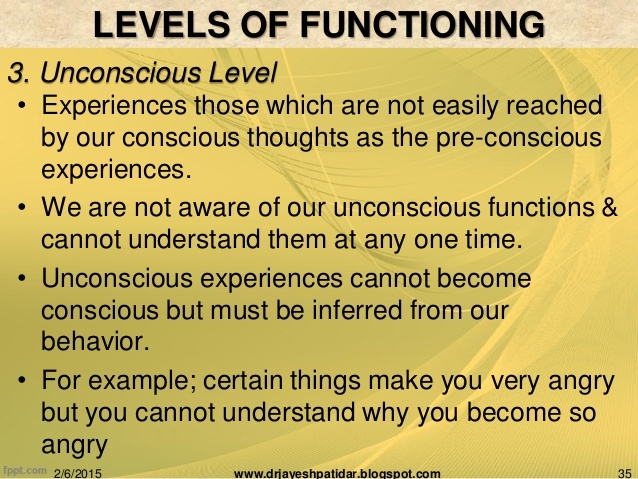 LEVELS OF FUNCTIONING
3. Unconscious Level
• Experiences those which are not easily reached
by our conscious thoughts as the pre-conscious
experiences.
• We are not aware of our unconscious functions &
cannot understand them at any one time.
• Unconscious experiences cannot become
conscious but must be inferred from our
behavior.
• For example; certain things make you very angry
but you cannot understand why you become so
angry
fppt.com 2/6/2015 www.drjayeshpatidar.blogspot.com 35